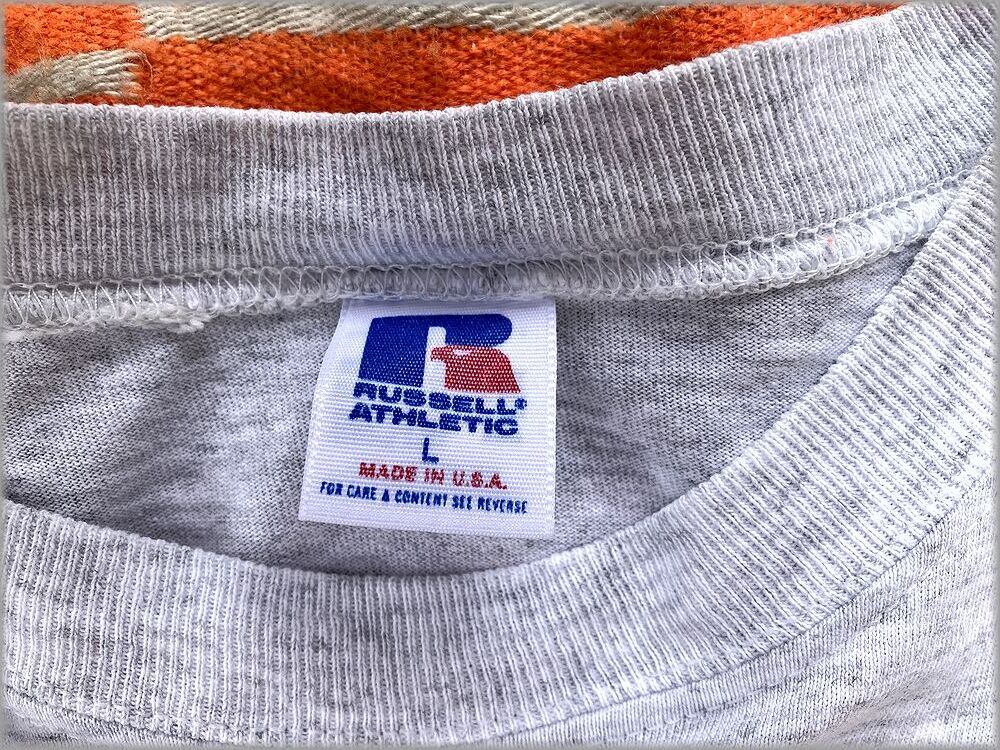 R
RUSSELL®
ATHLETIC
L
MADE IN U.S.A.
FOR CARE & CONTENT SEE REVERSE